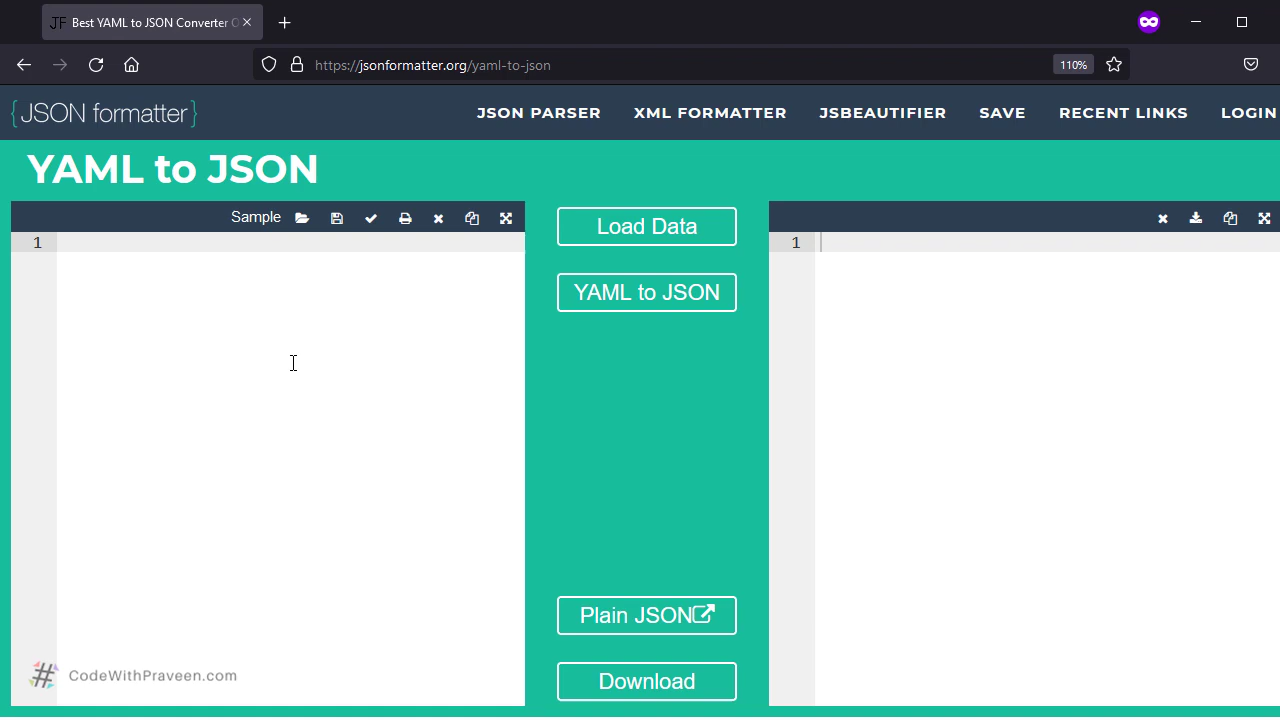 JF Best YAML to JSON Converter O
https://jsonformatter.org/yaml-to-json
110%
{JSON formatter}
JSON PARSER
XML FORMATTER
JSBEAUTIFIER
SAVE
RECENT LINKS
LOGIN
YAML to JSON
Sample
Load Data
1
1
YAML to JSON
Plain JSON
Download
# CodeWithPraveen.com